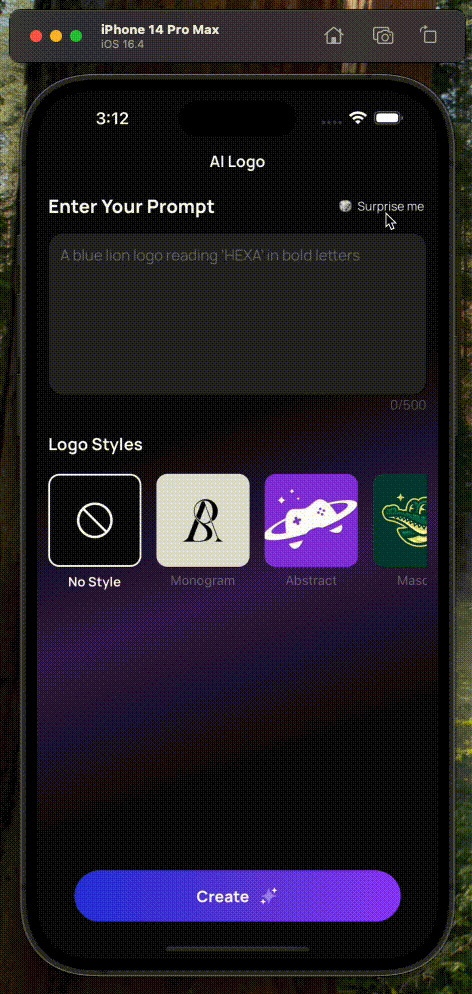 iPhone 14 Pro Max
iOS 16.4
3:12
AI Logo
Enter Your Prompt
Surprise me
A blue lion logo reading 'HEXA' in bold letters
0/500
Logo Styles
No Style
Monogram
Abstract
Masc
Create